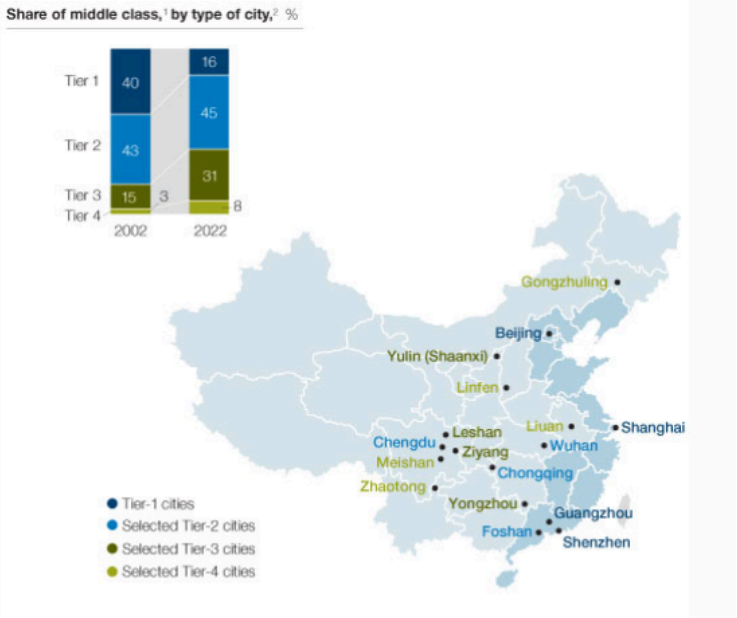 Share of middle class,¹ by type of city,² %
Tier 1
40
16
Tier 2
43
45
Tier 3
15
3
31
Tier 4
8
2002
2022
Gongzhuling
Beijing
Yulin (Shaanxi)
Linfen
Liuan
Shanghai
Leshan
Chengdu
Wuhan
Ziyang
Meishan
Chongqing
Zhaotong
Yongzhou
Guangzhou
Foshan
Shenzhen
Tier-1 cities
Selected Tier-2 cities
Selected Tier-3 cities
Selected Tier-4 cities